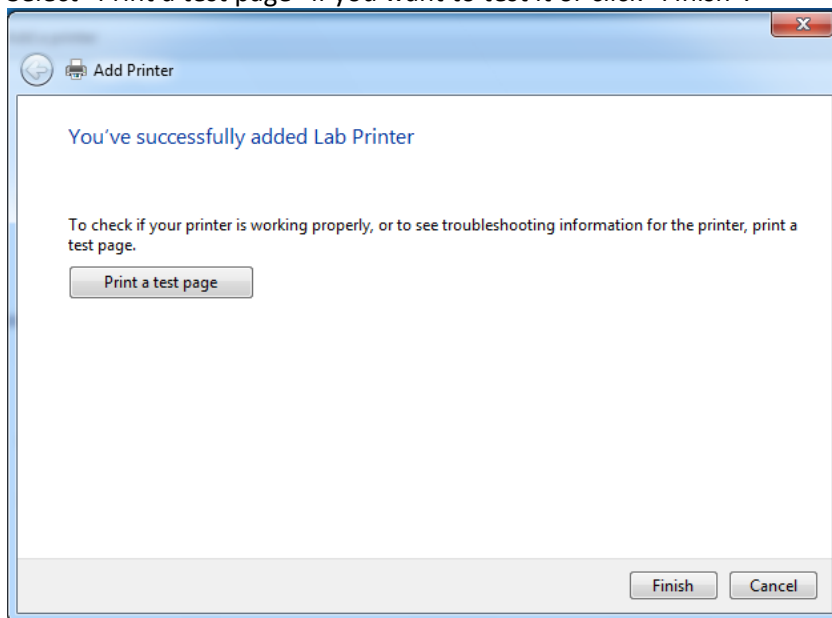 Select "Print a test page" if you want to test it or click "Finish".
Add Printer
You've successfully added Lab Printer
To check if your printer is working properly, or to see troubleshooting information for the printer, print a
test page.
Print a test page
Finish
Cancel